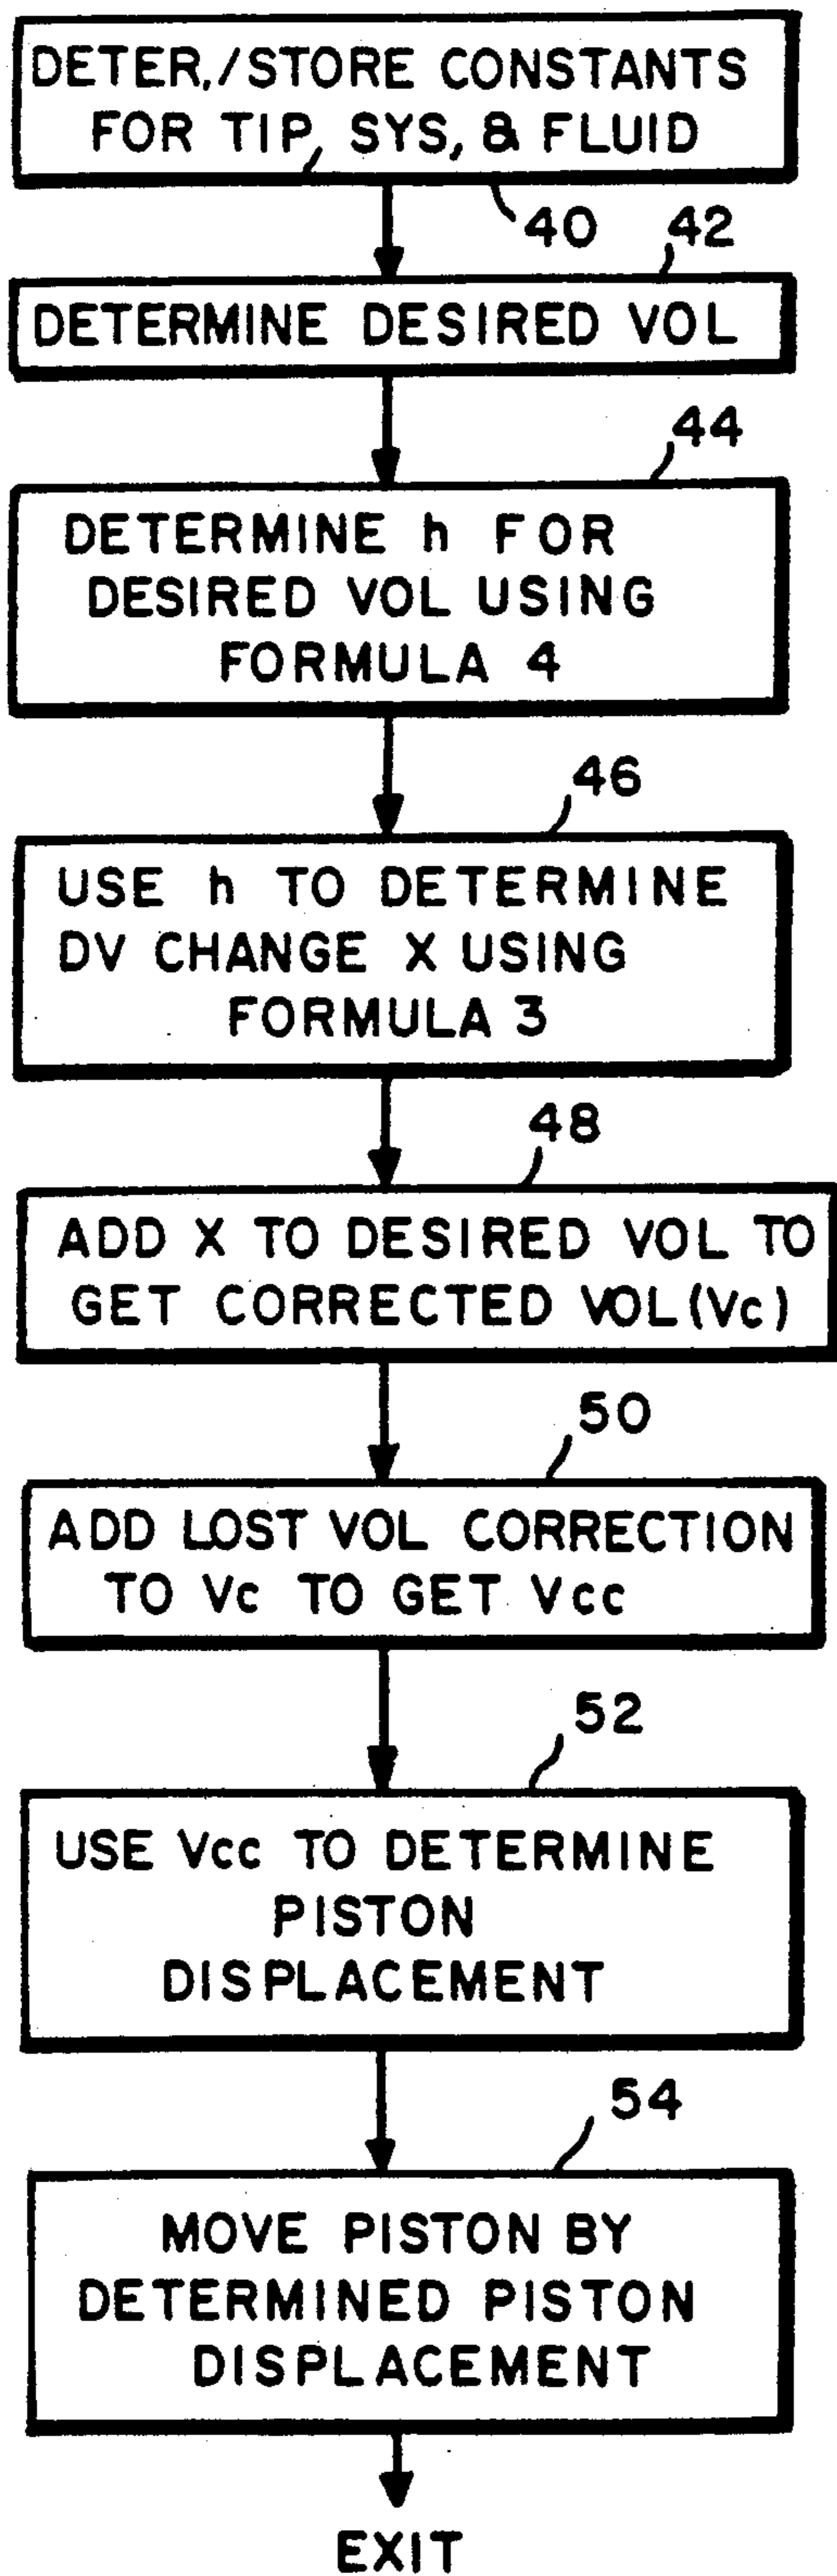 DETER./STORE CONSTANTS
FOR TIP, SYS, & FLUID
40
42
DETERMINE DESIRED VOL
44
DETERMINE h FOR
DESIRED VOL USING
FORMULA 4
46
USE h TO DETERMINE
DV CHANGE X USING
FORMULA 3
48
ADD X TO DESIRED VOL TO
GET CORRECTED VOL(Vc)
50
ADD LOST VOL CORRECTION
TO Vc TO GET Vcc
52
USE Vcc TO DETERMINE
PISTON
DISPLACEMENT
54
MOVE PISTON BY
DETERMINED PISTON
DISPLACEMENT
EXIT